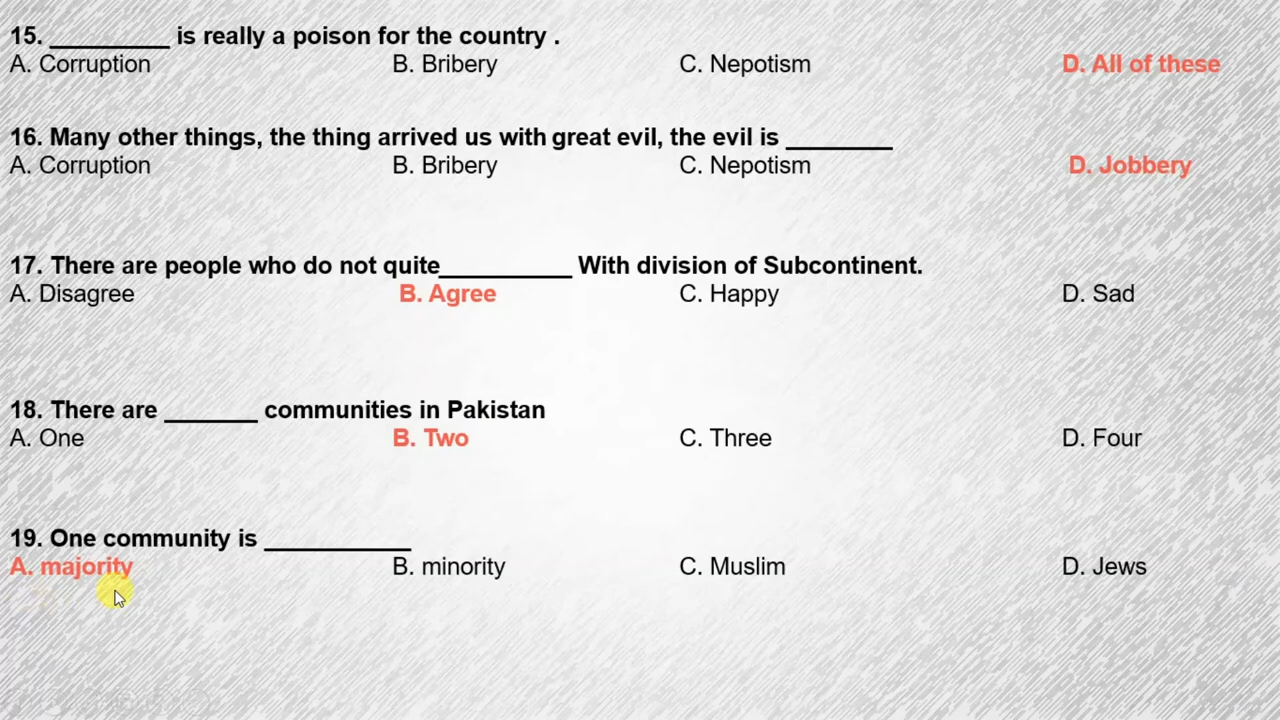 15. _________ is really a poison for the country .
A. Corruption B. Bribery C. Nepotism D. All of these
16. Many other things, the thing arrived us with great evil, the evil is ________
A. Corruption B. Bribery C. Nepotism D. Jobbery
17. There are people who do not quite__________ With division of Subcontinent.
A. Disagree B. Agree C. Happy D. Sad
18. There are _______ communities in Pakistan
A. One B. Two C. Three D. Four
19. One community is ___________
A. majority B. minority C. Muslim D. Jews